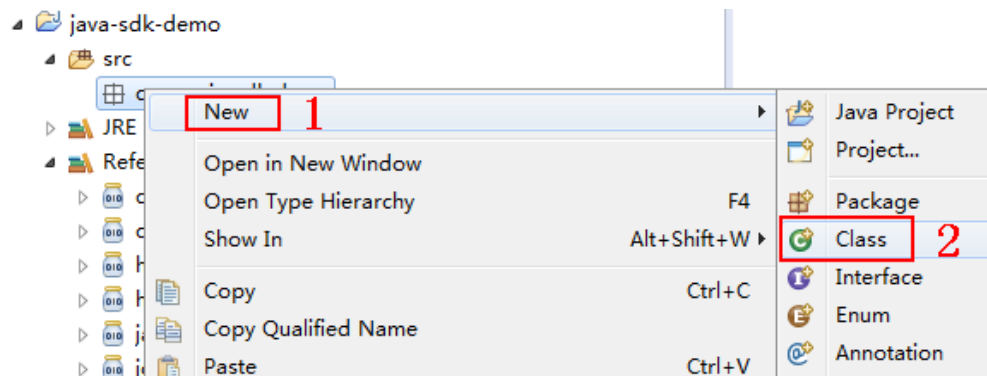 java-sdk-demo
src
New 1
Java Project
Project...
JRE
Open in New Window
Open Type Hierarchy F4
Package
Show In Alt+Shift+W
Class 2
Interface
Copy Ctrl+C
Enum
Copy Qualified Name
Annotation
Paste Ctrl+V